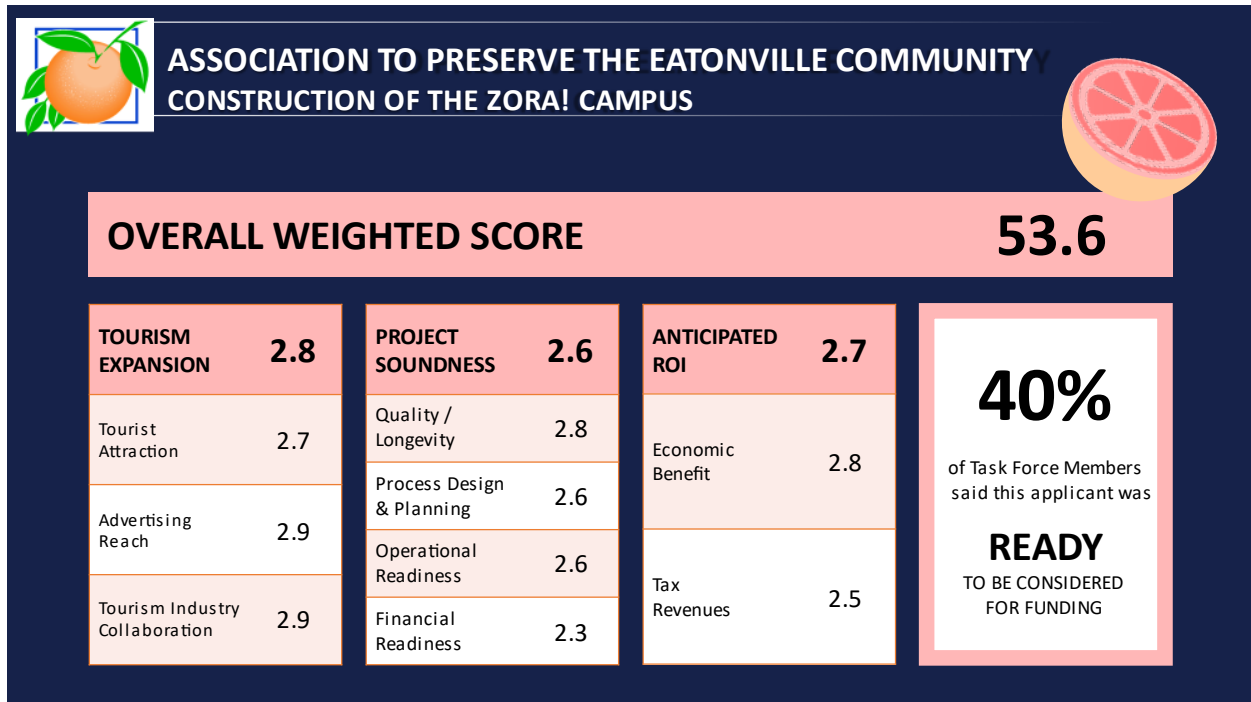 ASSOCIATION TO PRESERVE THE EATONVILLE COMMUNITY
CONSTRUCTION OF THE ZORA! CAMPUS
OVERALL WEIGHTED SCORE 53.6
TOURISM
EXPANSION 2.8
Tourist
Attraction 2.7
Advertising
Reach 2.9
Tourism Industry
Collaboration 2.9
PROJECT
SOUNDNESS 2.6
Quality /
Longevity 2.8
Process Design
& Planning 2.6
Operational
Readiness 2.6
Financial
Readiness 2.3
ANTICIPATED
ROI 2.7
Economic
Benefit 2.8
Tax
Revenues 2.5
40%
of Task Force Members
said this applicant was
READY
TO BE CONSIDERED
FOR FUNDING